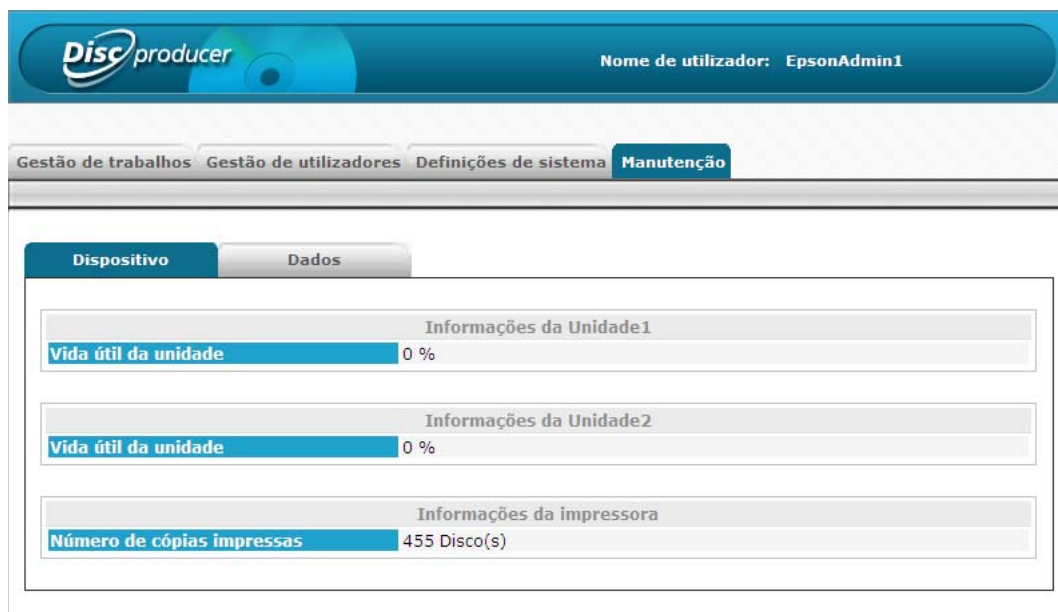 Disc producer
Nome de utilizador: EpsonAdmin1
Gestão de trabalhos Gestão de utilizadores Definições de sistema Manutenção
Dispositivo Dados
Informações da Unidade1
Vida útil da unidade 0 %
Informações da Unidade2
Vida útil da unidade 0 %
Informações da impressora
Número de cópias impressas 455 Disco(s)